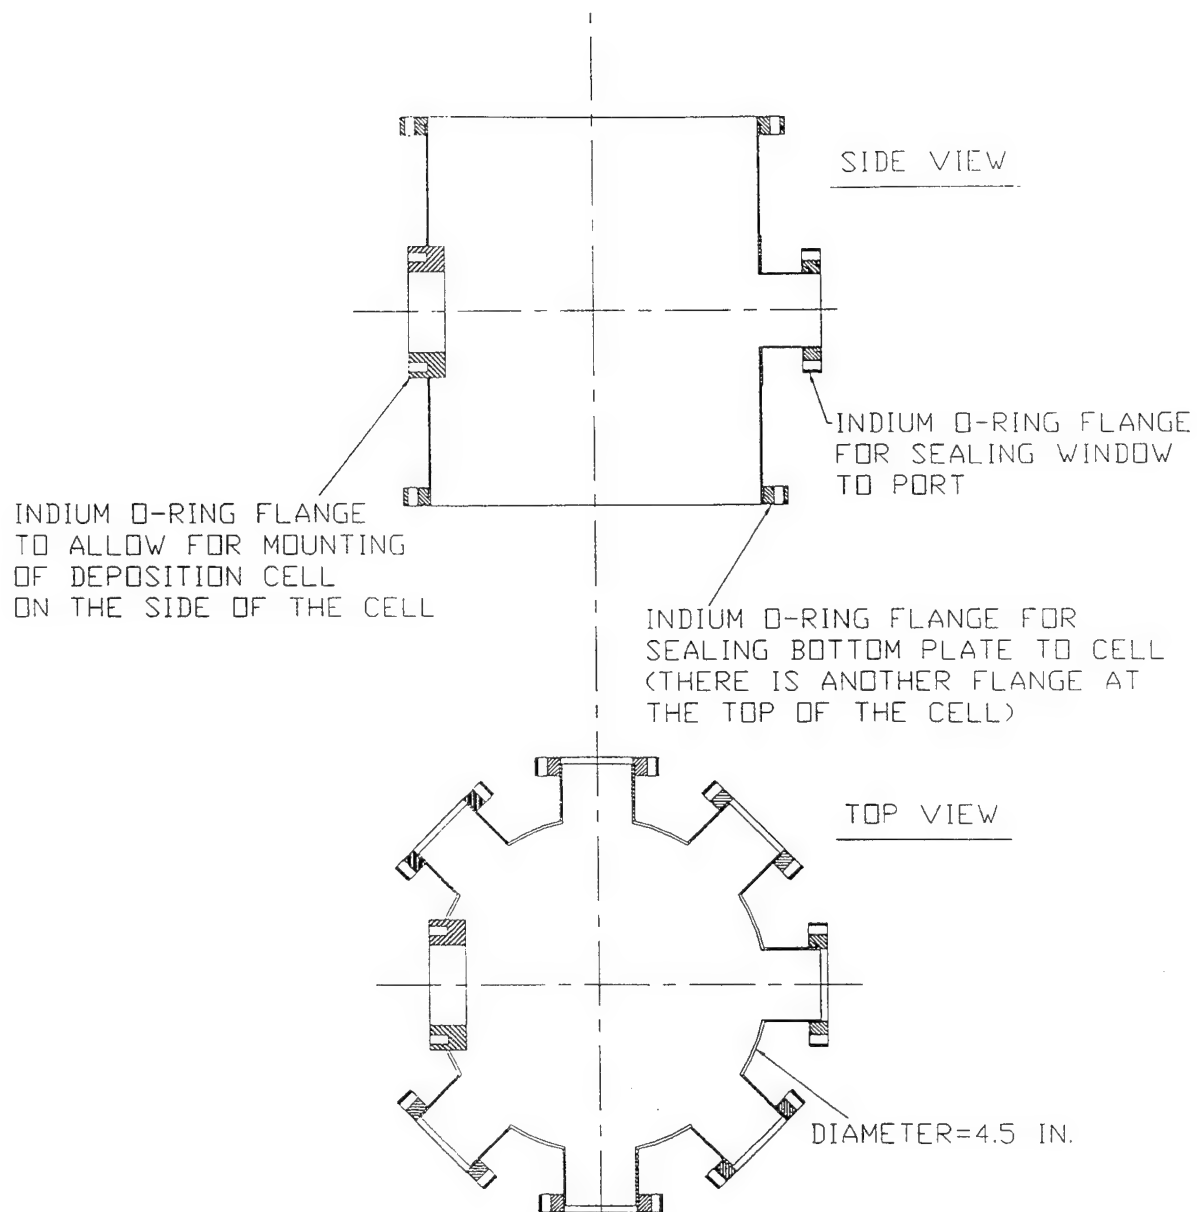 SIDE VIEW
INDIUM O-RING FLANGE
FOR SEALING WINDOW
TO PORT
INDIUM O-RING FLANGE
TO ALLOW FOR MOUNTING
OF DEPOSITION CELL
ON THE SIDE OF THE CELL
INDIUM O-RING FLANGE FOR
SEALING BOTTOM PLATE TO CELL
(THERE IS ANOTHER FLANGE AT
THE TOP OF THE CELL)
TOP VIEW
DIAMETER=4.5 IN.